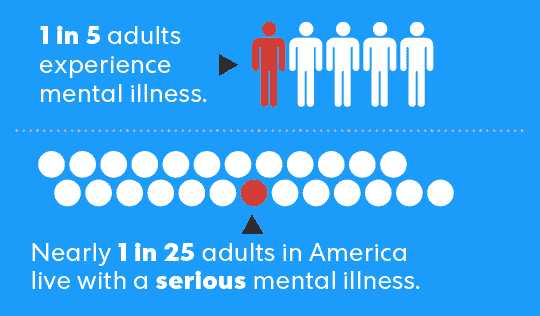 1 in 5 adults
experience
mental illness.
Nearly 1 in 25 adults in America
live with a serious mental illness.